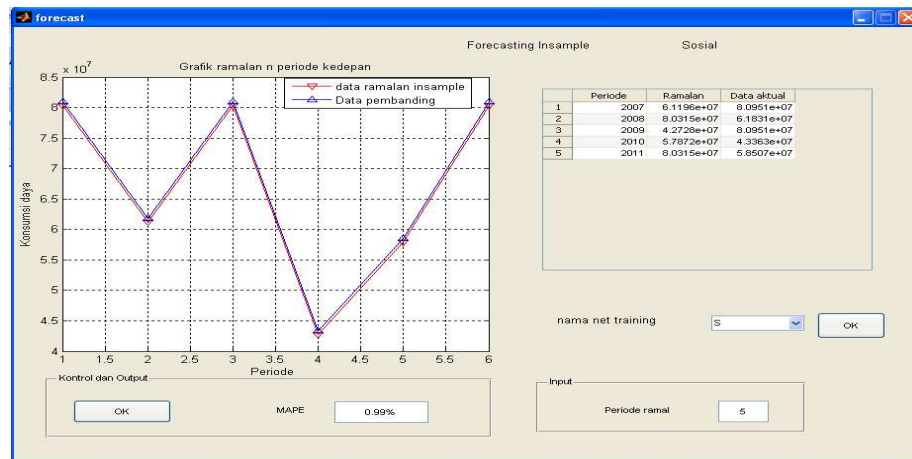 forecast
Forecasting Insample Sosial
Grafik ramalan n periode kedepan
8.5 × 10^7
data ramalan insample
Data pembanding
8
7.5
7
6.5
6
5.5
5
4.5
4
Konsumsi daya
1 1.5 2 2.5 3 3.5 4 4.5 5 5.5 6
Periode
Periode Ramalan Data aktual
1 2007 6.1196e+07 8.0951e+07
2 2008 8.0315e+07 6.1831e+07
3 2009 4.2728e+07 8.0951e+07
4 2010 5.7872e+07 4.3363e+07
5 2011 8.0315e+07 5.8507e+07
nama net training S OK
Kontrol dan Output
OK MAPE 0.99%
Input
Periode ramal 5